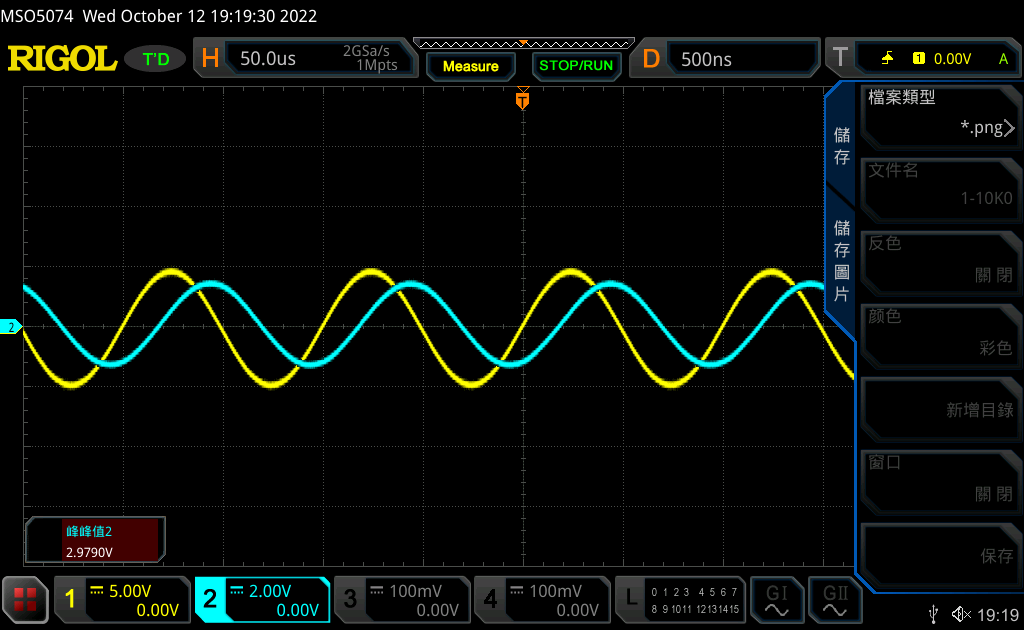 MSO5074 Wed October 12 19:19:30 2022
RIGOL
T'D
H
50.0us
2GSa/s
1Mpts
Measure
STOP/RUN
D
500ns
T
1
0.00V
A
T
儲存
儲存圖片
檔案類型
*.png
文件名
1-10K0
反色
關閉
颜色
彩色
新增目錄
窗口
關閉
保存
2
峰峰值2
2.9790V
1
5.00V
0.00V
2
2.00V
0.00V
3
100mV
0.00V
4
100mV
0.00V
L
0 1 2 3 4 5 6 7
8 9 10 11 12 13 14 15
GI
GII
19:19